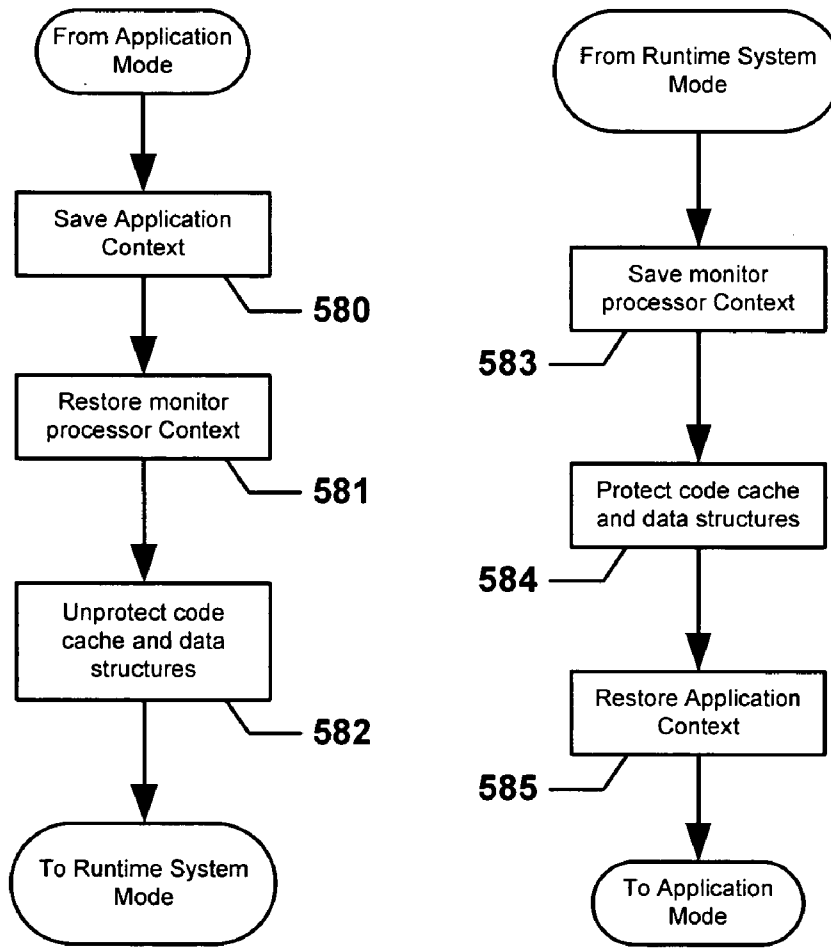 From Application
Mode
Save Application
Context
580
Restore monitor
processor Context
581
Unprotect code
cache and data
structures
582
To Runtime System
Mode
From Runtime System
Mode
Save monitor
processor Context
583
Protect code cache
and data structures
584
Restore Application
Context
585
To Application
Mode